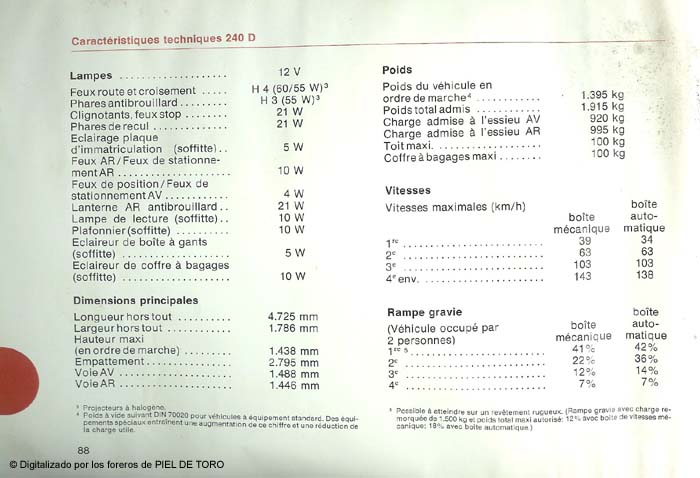 Caractéristiques techniques 240 D
Lampes .................... 12 V
Feux route et croisement ..... H 4 (60/55 W)³
Phares antibrouillard ........ H 3 (55 W)³
Clignotants, feux stop ........ 21 W
Phares de recul .............. 21 W
Eclairage plaque
d'immatriculation (soffitte) .. 5 W
Feux AR/Feux de stationne-
ment AR ..................... 10 W
Feux de position/Feux de
stationnement AV ............ 4 W
Lanterne AR antibrouillard .. 21 W
Lampe de lecture (soffitte) .. 10 W
Plafonnier (soffitte) .......... 10 W
Eclaireur de boîte à gants
(soffitte) .................... 5 W
Eclaireur de coffre à bagages
(soffitte) .................... 10 W
Dimensions principales
Longueur hors tout .......... 4.725 mm
Largeur hors tout ........... 1.786 mm
Hauteur maxi
(en ordre de marche) ........ 1.438 mm
Empattement ................ 2.795 mm
Voie AV ..................... 1.488 mm
Voie AR ..................... 1.446 mm
³ Projecteurs à halogène.
⁴ Poids à vide suivant DIN 70020 pour véhicules à équipement standard. Des équi-
pements spéciaux entraînent une augmentation de ce chiffre et une réduction de
la charge utile.
88
Poids
Poids du véhicule en
ordre de marche⁴ ............ 1.395 kg
Poids total admis ............ 1.915 kg
Charge admise à l'essieu AV 920 kg
Charge admise à l'essieu AR 995 kg
Toit maxi. ................... 100 kg
Coffre à bagages maxi ....... 100 kg
Vitesses
Vitesses maximales (km/h) boîte mécanique boîte auto-matique
1re ........................ 39 34
2e ......................... 63 63
3e ......................... 103 103
4e env. .................... 143 138
Rampe gravie
(Véhicule occupé par
2 personnes) boîte mécanique boîte auto-matique
1re ⁵ ...................... 41% 42%
2e ......................... 22% 36%
3e ......................... 12% 14%
4e ......................... 7% 7%
⁵ Possible à atteindre sur un revêtement rugueux. (Rampe gravie avec charge re-
morquée de 1.500 kg et poids total maxi autorisé: 12% avec boîte de vitesses mé-
canique; 18% avec boîte automatique.)
© Digitalizado por los foreros de PIEL DE TORO